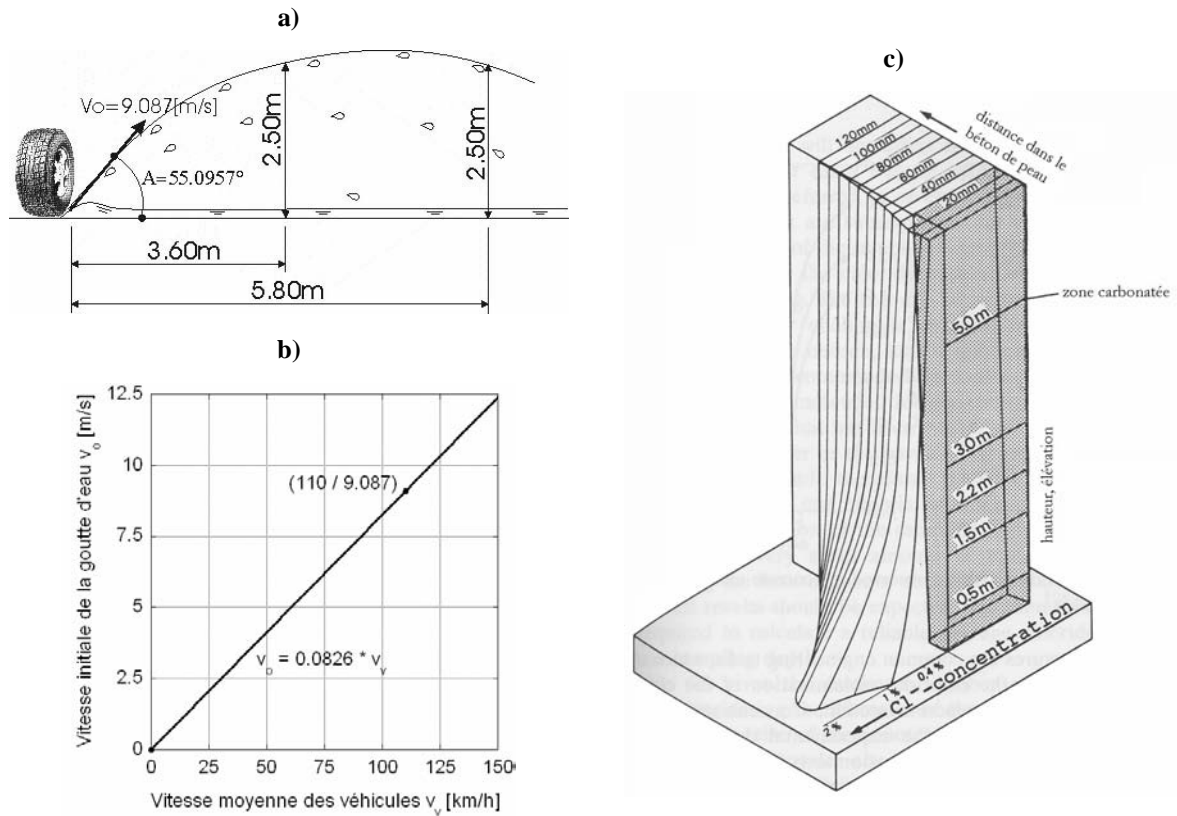 a)
Vo=9.087[m/s]
A=55.0957°
2.50m
2.50m
3.60m
5.80m
b)
Vitesse initiale de la goutte d'eau v_o [m/s]
12.5
10
7.5
5
2.5
0
(110 / 9.087)
v_o = 0.0826 * v_v
0
25
50
75
100
125
150
Vitesse moyenne des véhicules v_v [km/h]
c)
distance dans le
béton de peau
120mm
100mm
80mm
60mm
40mm
20mm
zone carbonatée
5.0m
3.0m
2.2m
1.5m
0.5m
hauteur, élévation
2% 1% 0,4%
Cl⁻-concentration